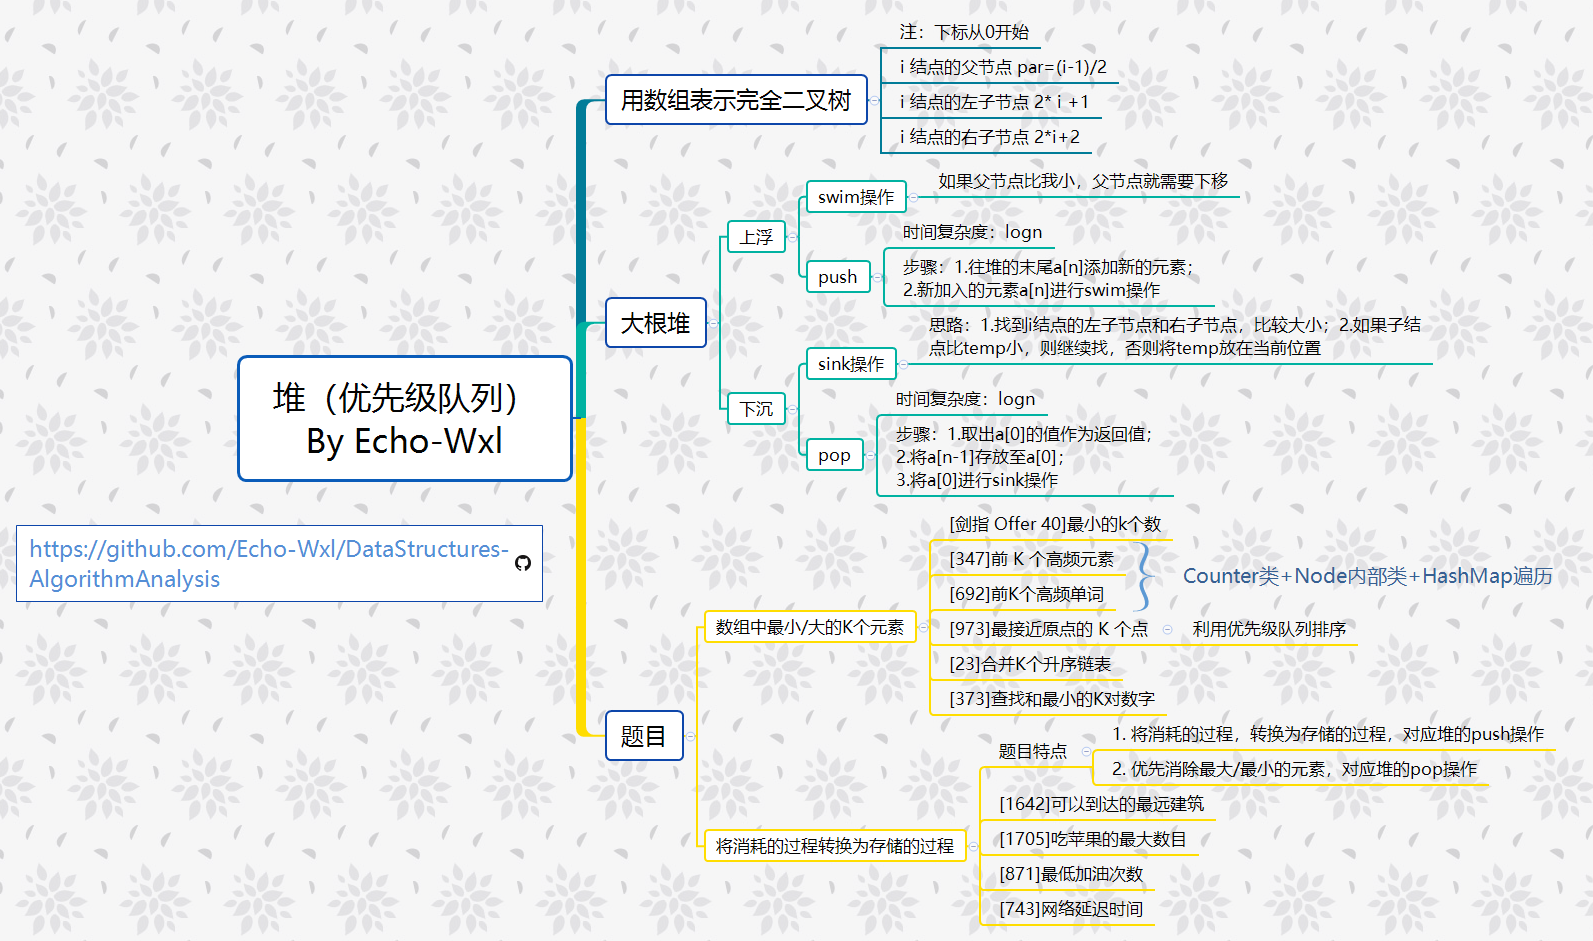 堆（优先级队列）
By Echo-Wxl
https://github.com/Echo-Wxl/DataStructures-
AlgorithmAnalysis
用数组表示完全二叉树
注：下标从0开始
i 结点的父节点 par=(i-1)/2
i 结点的左子节点 2* i +1
i 结点的右子节点 2*i+2
大根堆
上浮
swim操作
如果父节点比我小，父节点就需要下移
push
时间复杂度：logn
步骤：1.往堆的末尾a[n]添加新的元素；
2.新加入的元素a[n]进行swim操作
下沉
sink操作
思路：1.找到i结点的左子节点和右子节点，比较大小；2.如果子结
点比temp小，则继续找，否则将temp放在当前位置
pop
时间复杂度：logn
步骤：1.取出a[0]的值作为返回值；
2.将a[n-1]存放至a[0]；
3.将a[0]进行sink操作
题目
数组中最小/大的K个元素
[剑指 Offer 40]最小的k个数
[347]前 K 个高频元素
[692]前K个高频单词
Counter类+Node内部类+HashMap遍历
[973]最接近原点的 K 个点
利用优先级队列排序
[23]合并K个升序链表
[373]查找和最小的K对数字
将消耗的过程转换为存储的过程
题目特点
1. 将消耗的过程，转换为存储的过程，对应堆的push操作
2. 优先消除最大/最小的元素，对应堆的pop操作
[1642]可以到达的最远建筑
[1705]吃苹果的最大数目
[871]最低加油次数
[743]网络延迟时间